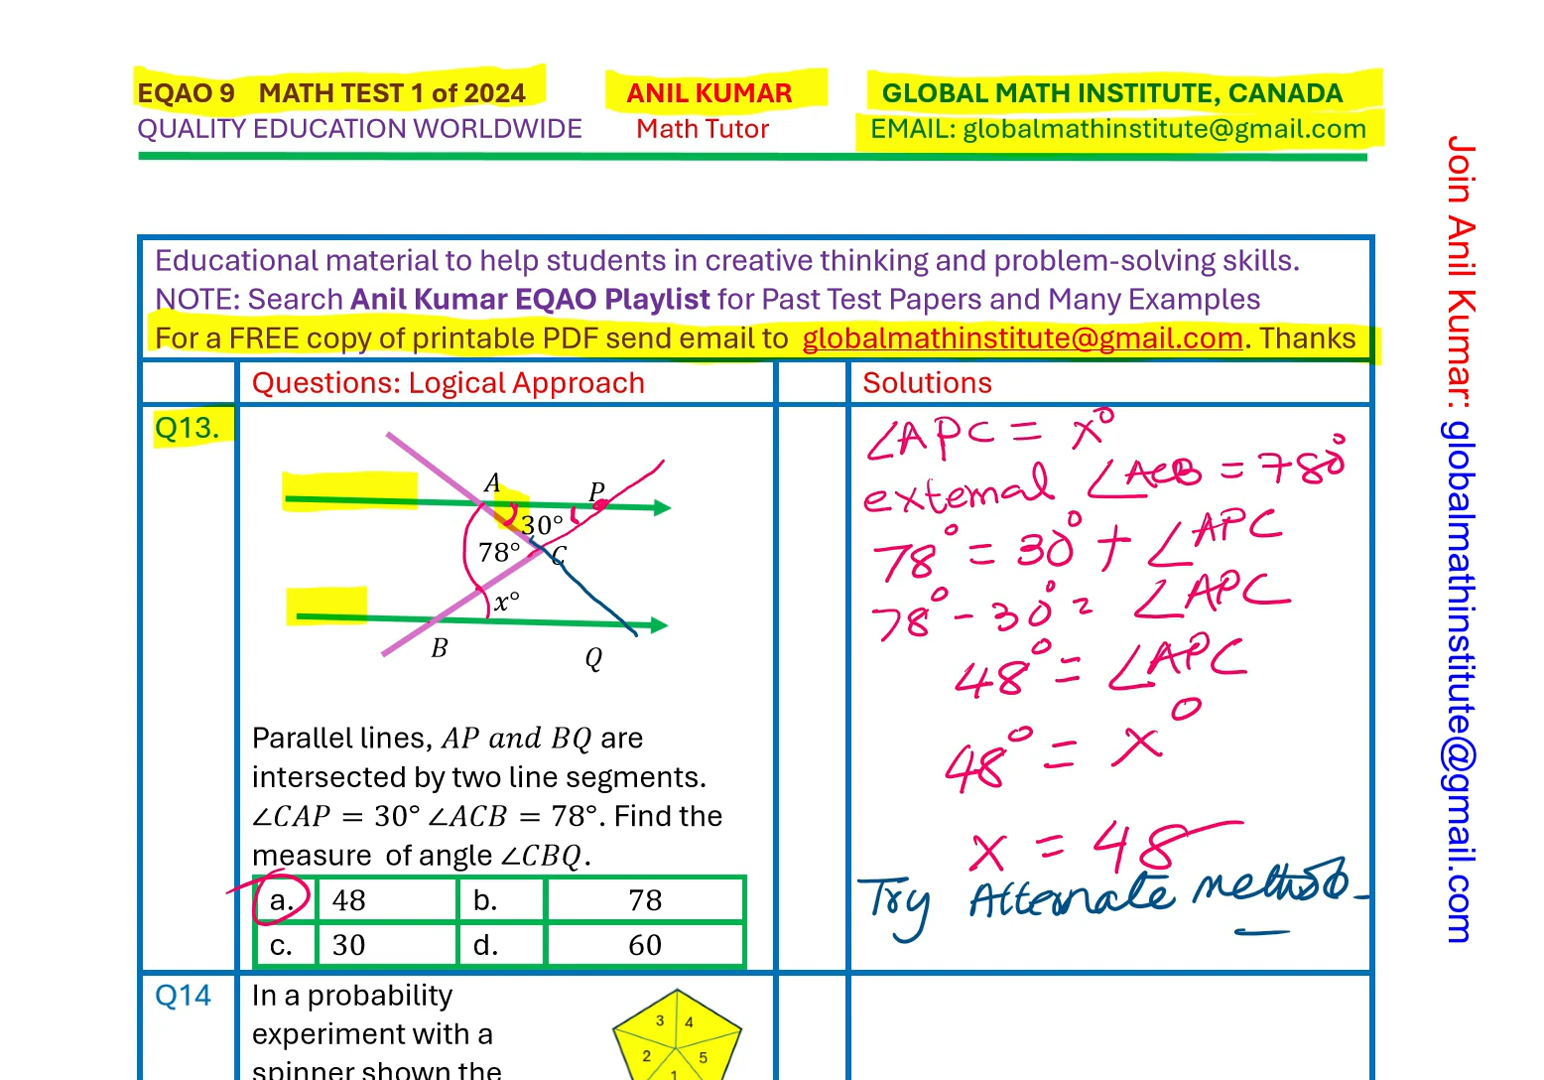 EQAO 9 MATH TEST 1 of 2024 ANIL KUMAR GLOBAL MATH INSTITUTE, CANADA
QUALITY EDUCATION WORLDWIDE Math Tutor EMAIL: globalmathinstitute@gmail.com
Join Anil Kumar: globalmathinstitute@gmail.com
Educational material to help students in creative thinking and problem-solving skills.
NOTE: Search Anil Kumar EQAO Playlist for Past Test Papers and Many Examples
For a FREE copy of printable PDF send email to globalmathinstitute@gmail.com. Thanks
Questions: Logical Approach Solutions
Q13.
A P
30°
78° C
x°
B Q
Parallel lines, AP and BQ are
intersected by two line segments.
∠CAP = 30° ∠ACB = 78°. Find the
measure of angle ∠CBQ.
a. 48 b. 78
c. 30 d. 60
∠APC = x°
external ∠ACB = 78°
78° = 30° + ∠APC
78° - 30° = ∠APC
48° = ∠APC
48° = x°
x = 48
Try Alternate method.
Q14 In a probability
experiment with a
spinner shown the
3 4
2 5
1